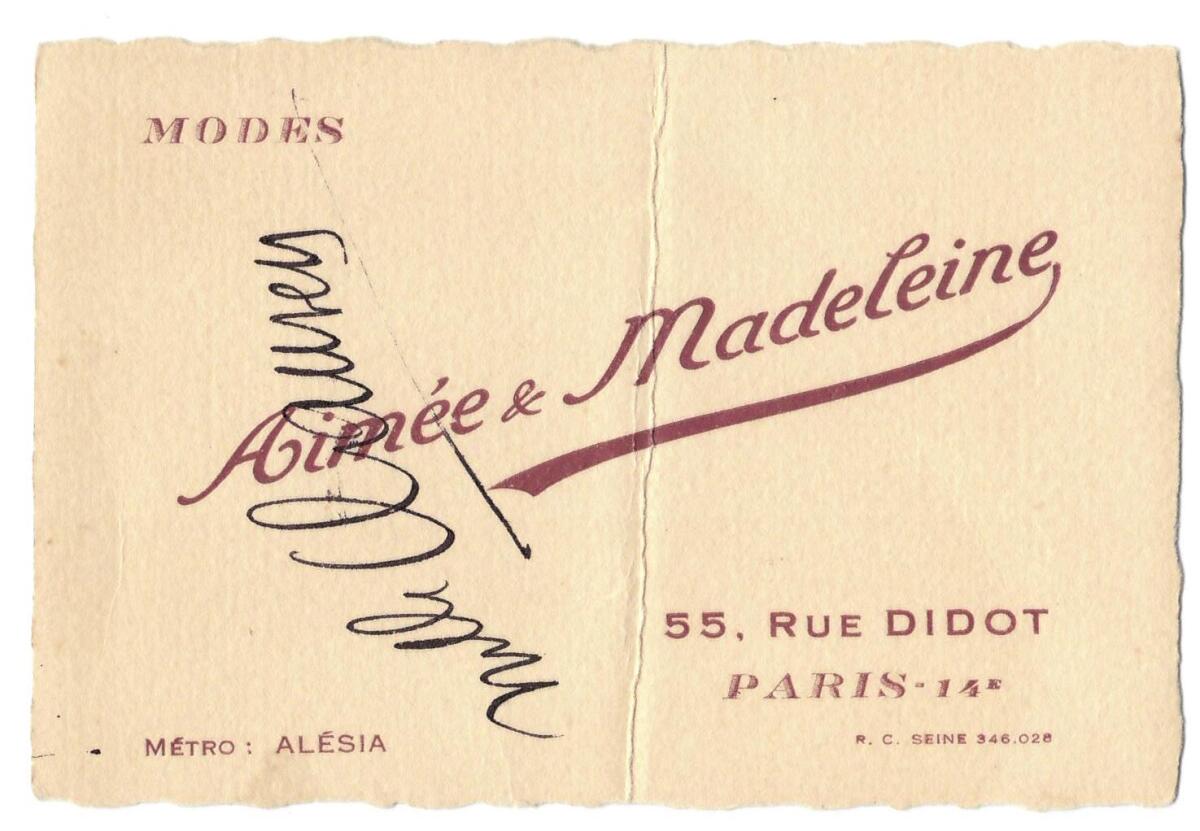 MODES
Aimée & Madeleine
55, RUE DIDOT
PARIS-14E
MÉTRO : ALÉSIA
R. C. SEINE 346.028